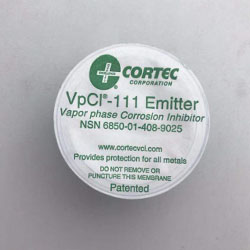 CORTEC
CORPORATION
VpCI®-111 Emitter
Vapor phase Corrosion Inhibitor
NSN 6850-01-408-9025
www.cortecvci.com
Provides protection for all metals
DO NOT REMOVE OR
PUNCTURE THIS MEMBRANE
Patented